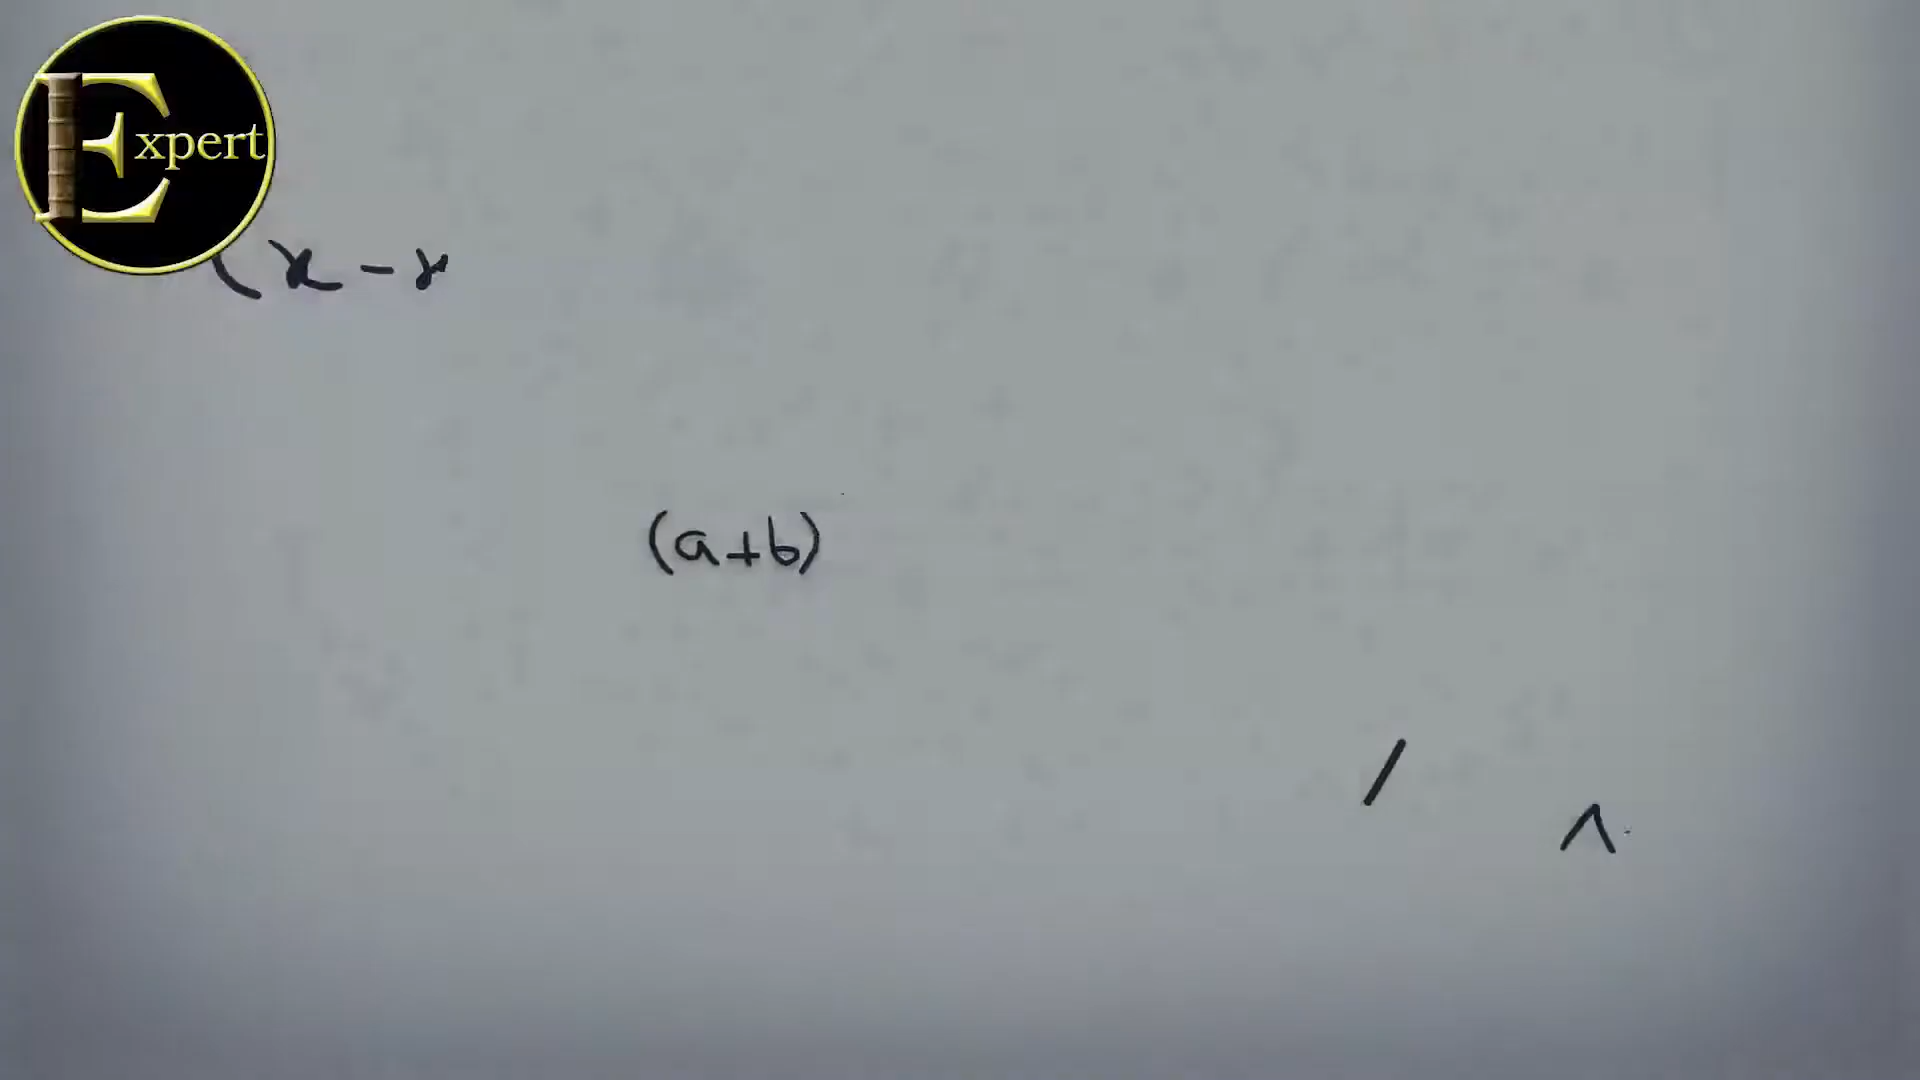 Expert
(x - x
(a+b)
/
^